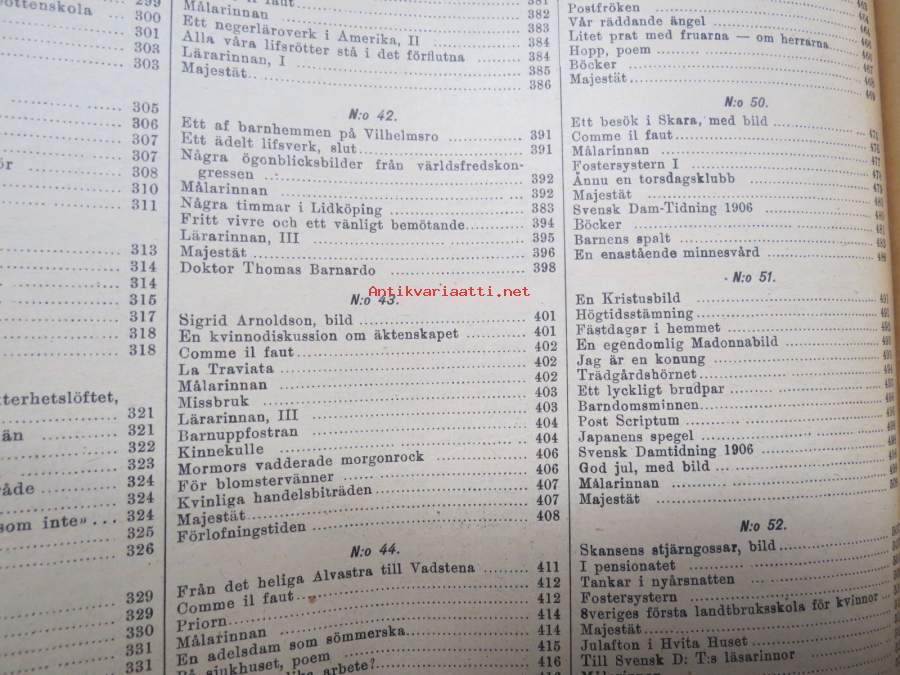 ottenskola ... 300
301
303
303
305
306
307
307
308
310
311
313
314
314
315
317
318
318
terhetslöftet,
321
än ... 321
322
323
åde ... 324
324
som inte» ... 324
325
326
329
329
330
331
331
Målarinnan ... 382
Ett negerläroverk i Amerika, II ... 383
Alla våra lifsrötter stå i det förflutna ... 384
Lärarinnan, I ... 384
Majestät ... 385
386
N:o 42.
Ett af barnhemmen på Vilhelmsro ... 391
Ett ädelt lifsverk, slut ... 391
Några ögonblicksbilder från världsfredskon-
gressen ... 392
Målarinnan ... 392
Några timmar i Lidköping ... 383
Fritt vivre och ett vänligt bemötande ... 394
Lärarinnan, III ... 395
Majestät ... 396
Doktor Thomas Barnardo ... 398
Antikvariaatti.net
N:o 43.
Sigrid Arnoldson, bild ... 401
En kvinnodiskussion om äktenskapet ... 401
Comme il faut ... 402
La Traviata ... 402
Målarinnan ... 402
Missbruk ... 403
Lärarinnan, III ... 403
Barnuppfostran ... 404
Kinnekulle ... 404
Mormors vadderade morgonrock ... 406
För blomstervänner ... 406
Kvinliga handelsbiträden ... 407
Majestät ... 407
Förlofningstiden ... 408
N:o 44.
Från det heliga Alvastra till Vadstena ... 411
Comme il faut ... 412
Priorn ... 412
Målarinnan ... 414
En adelsdam som sömmerska ... 414
På sjukhuset, poem ... 415
arbete? ... 416
Postfröken
Vår räddande ängel
Litet prat med fruarna — om herrarna
Hopp, poem
Böcker
Majestät
N:o 50.
Ett besök i Skara, med bild
Comme il faut
Målarinnan
Fostersystern I
Ännu en torsdagsklubb
Majestät
Svensk Dam-Tidning 1906
Böcker
Barnens spalt
En enastående minnesvård
N:o 51.
En Kristusbild
Högtidsstämning
Fästdagar i hemmet
En egendomlig Madonnabild
Jag är en konung
Trädgårdshörnet
Ett lyckligt brudpar
Barndomsminnen
Post Scriptum
Japanens spegel
Svensk Damtidning 1906
God jul, med bild
Målarinnan
Majestät
N:o 52.
Skansens stjärngossar, bild
I pensionatet
Tankar i nyårsnatten
Fostersystern
Sveriges första landtbruksskola för kvinnor
Majestät
Julafton i Hvita Huset
Till Svensk D: T:s läsarinnor